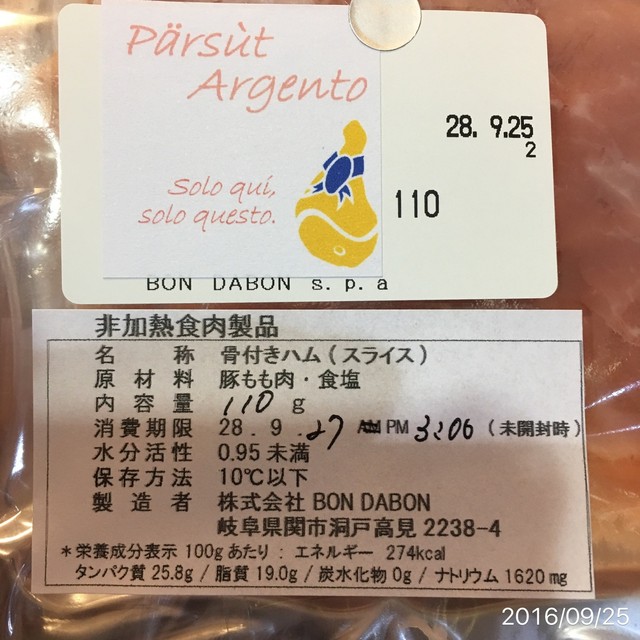 Pärsùt
Argento
28. 9.25
2
Solo qui,
solo questo.
110
BON DABON s.p.a
非加熱食肉製品
名称 骨付きハム(スライス)
原材料 豚もも肉・食塩
内容量 110 g
消費期限 28.9.27 AM PM 3:06 (未開封時)
水分活性 0.95未満
保存方法 10℃以下
製造者 株式会社 BON DABON
岐阜県関市洞戸高見 2238-4
*栄養成分表示 100gあたり: エネルギー 274kcal
タンパク質 25.8g / 脂質 19.0g / 炭水化物 0g / ナトリウム 1620mg
2016/09/25